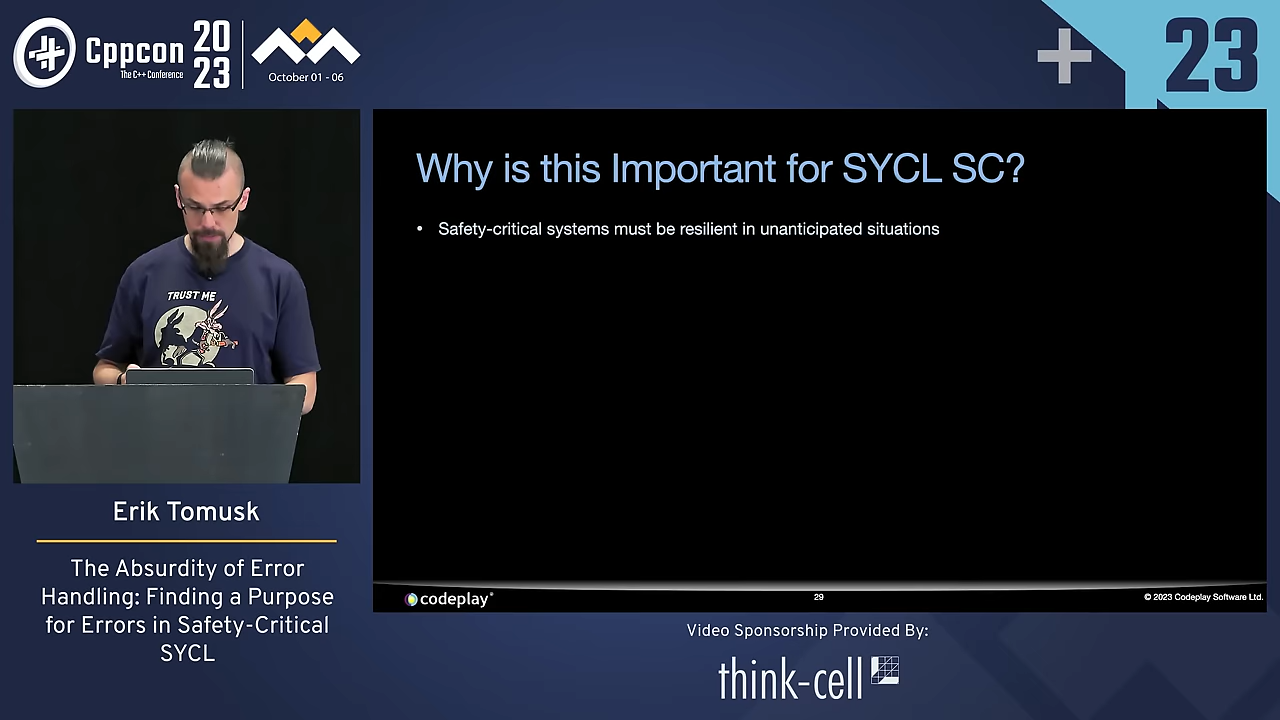 Cppcon
The C++ Conference
20
23
October 01 - 06
23
TRUST ME
Why is this Important for SYCL SC?
• Safety-critical systems must be resilient in unanticipated situations
codeplay®
29
© 2023 Codeplay Software Ltd.
Erik Tomusk
The Absurdity of Error
Handling: Finding a Purpose
for Errors in Safety-Critical
SYCL
Video Sponsorship Provided By:
think-cell